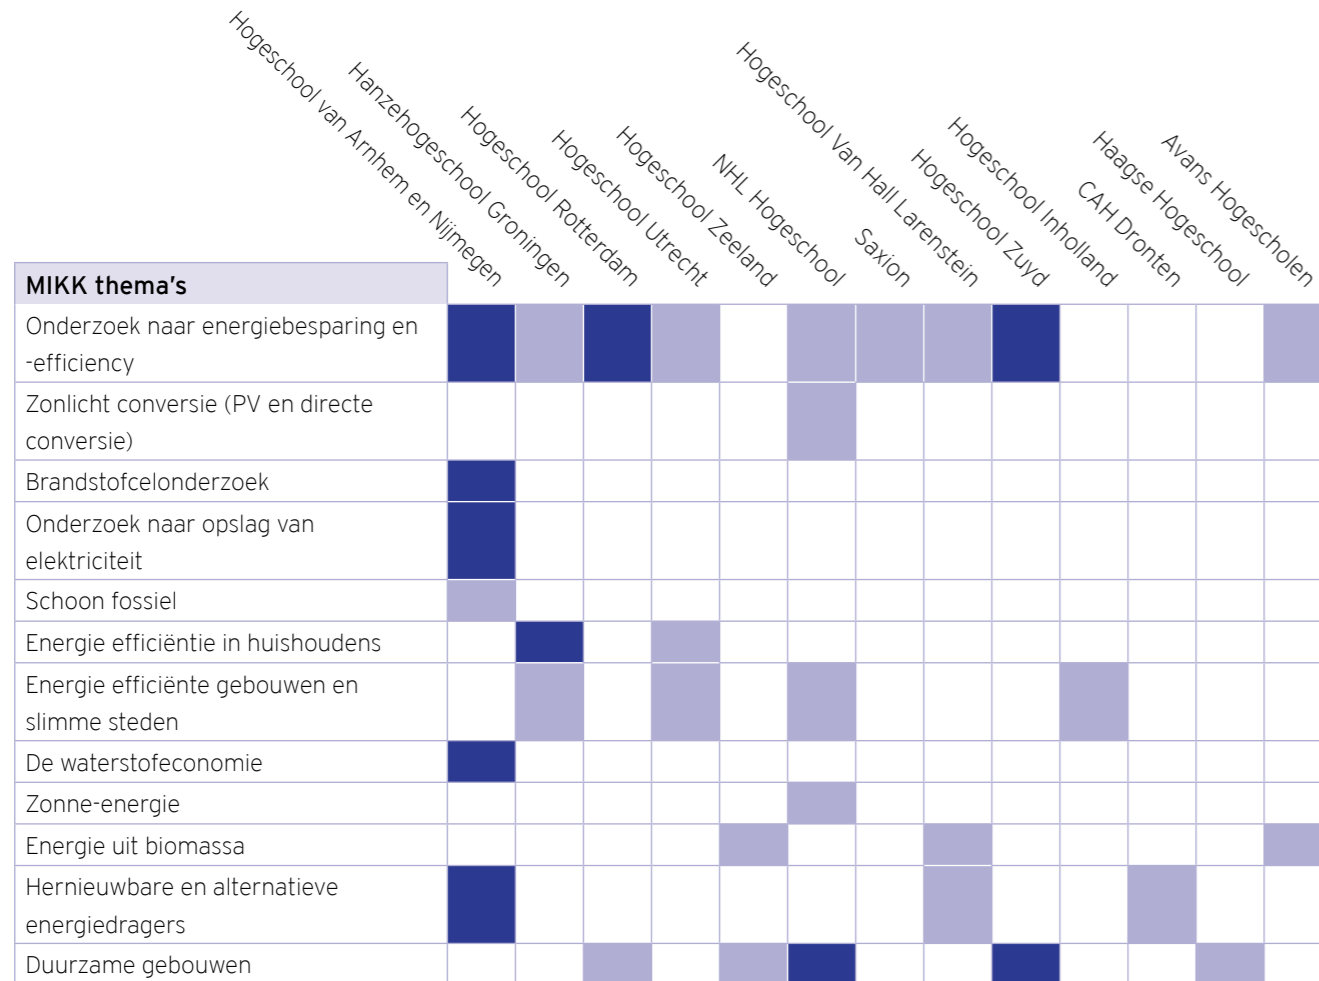 Hogeschool van Arnhem en Nijmegen
Hanzehogeschool Groningen
Hogeschool Rotterdam
Hogeschool Utrecht
Hogeschool Zeeland
NHL Hogeschool
Saxion
Hogeschool Van Hall Larenstein
Hogeschool Zuyd
Hogeschool Inholland
CAH Dronten
Haagse Hogeschool
Avans Hogescholen
MIKK thema's
Onderzoek naar energiebesparing en
-efficiency
Zonlicht conversie (PV en directe
conversie)
Brandstofcelonderzoek
Onderzoek naar opslag van
elektriciteit
Schoon fossiel
Energie efficiëntie in huishoudens
Energie efficiënte gebouwen en
slimme steden
De waterstofeconomie
Zonne-energie
Energie uit biomassa
Hernieuwbare en alternatieve
energiedragers
Duurzame gebouwen